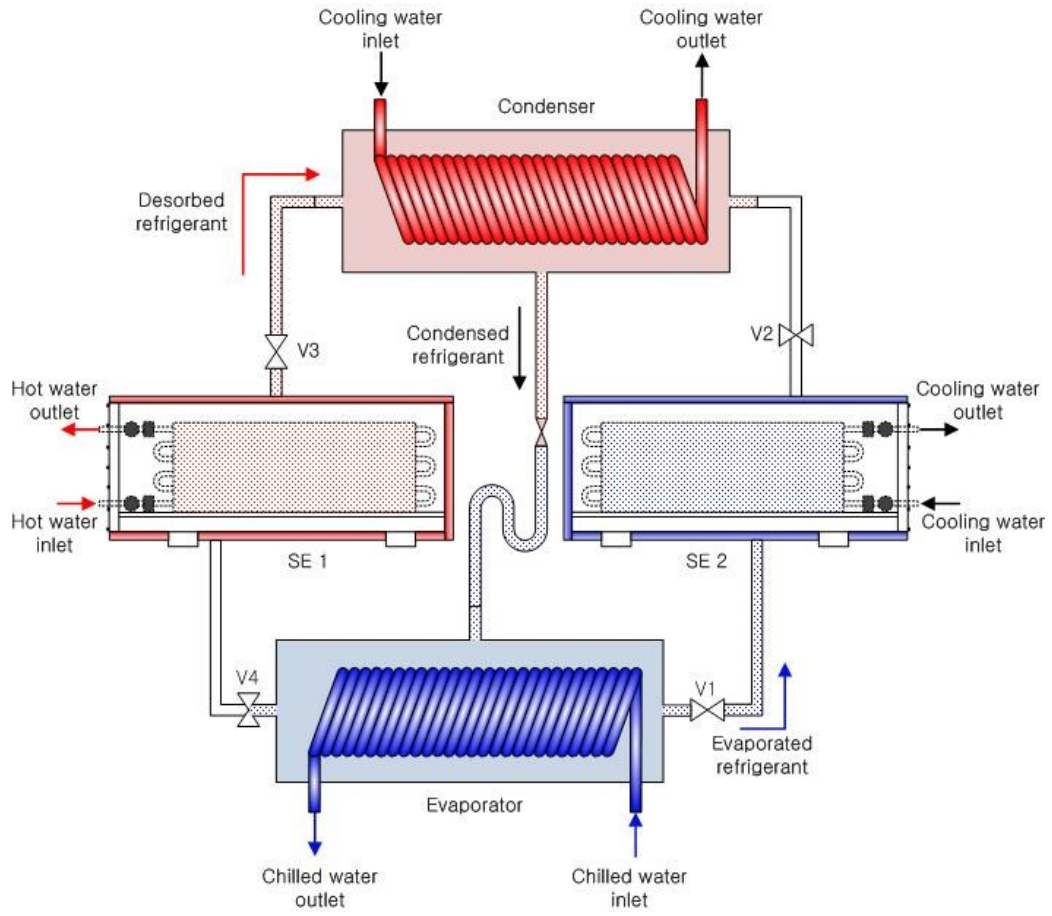 Cooling water
inlet
Cooling water
outlet
Condenser
Desorbed
refrigerant
V3
Condensed
refrigerant
V2
Hot water
outlet
Cooling water
outlet
Hot water
inlet
Cooling water
inlet
SE 1
SE 2
V4
V1
Evaporated
refrigerant
Evaporator
Chilled water
outlet
Chilled water
inlet